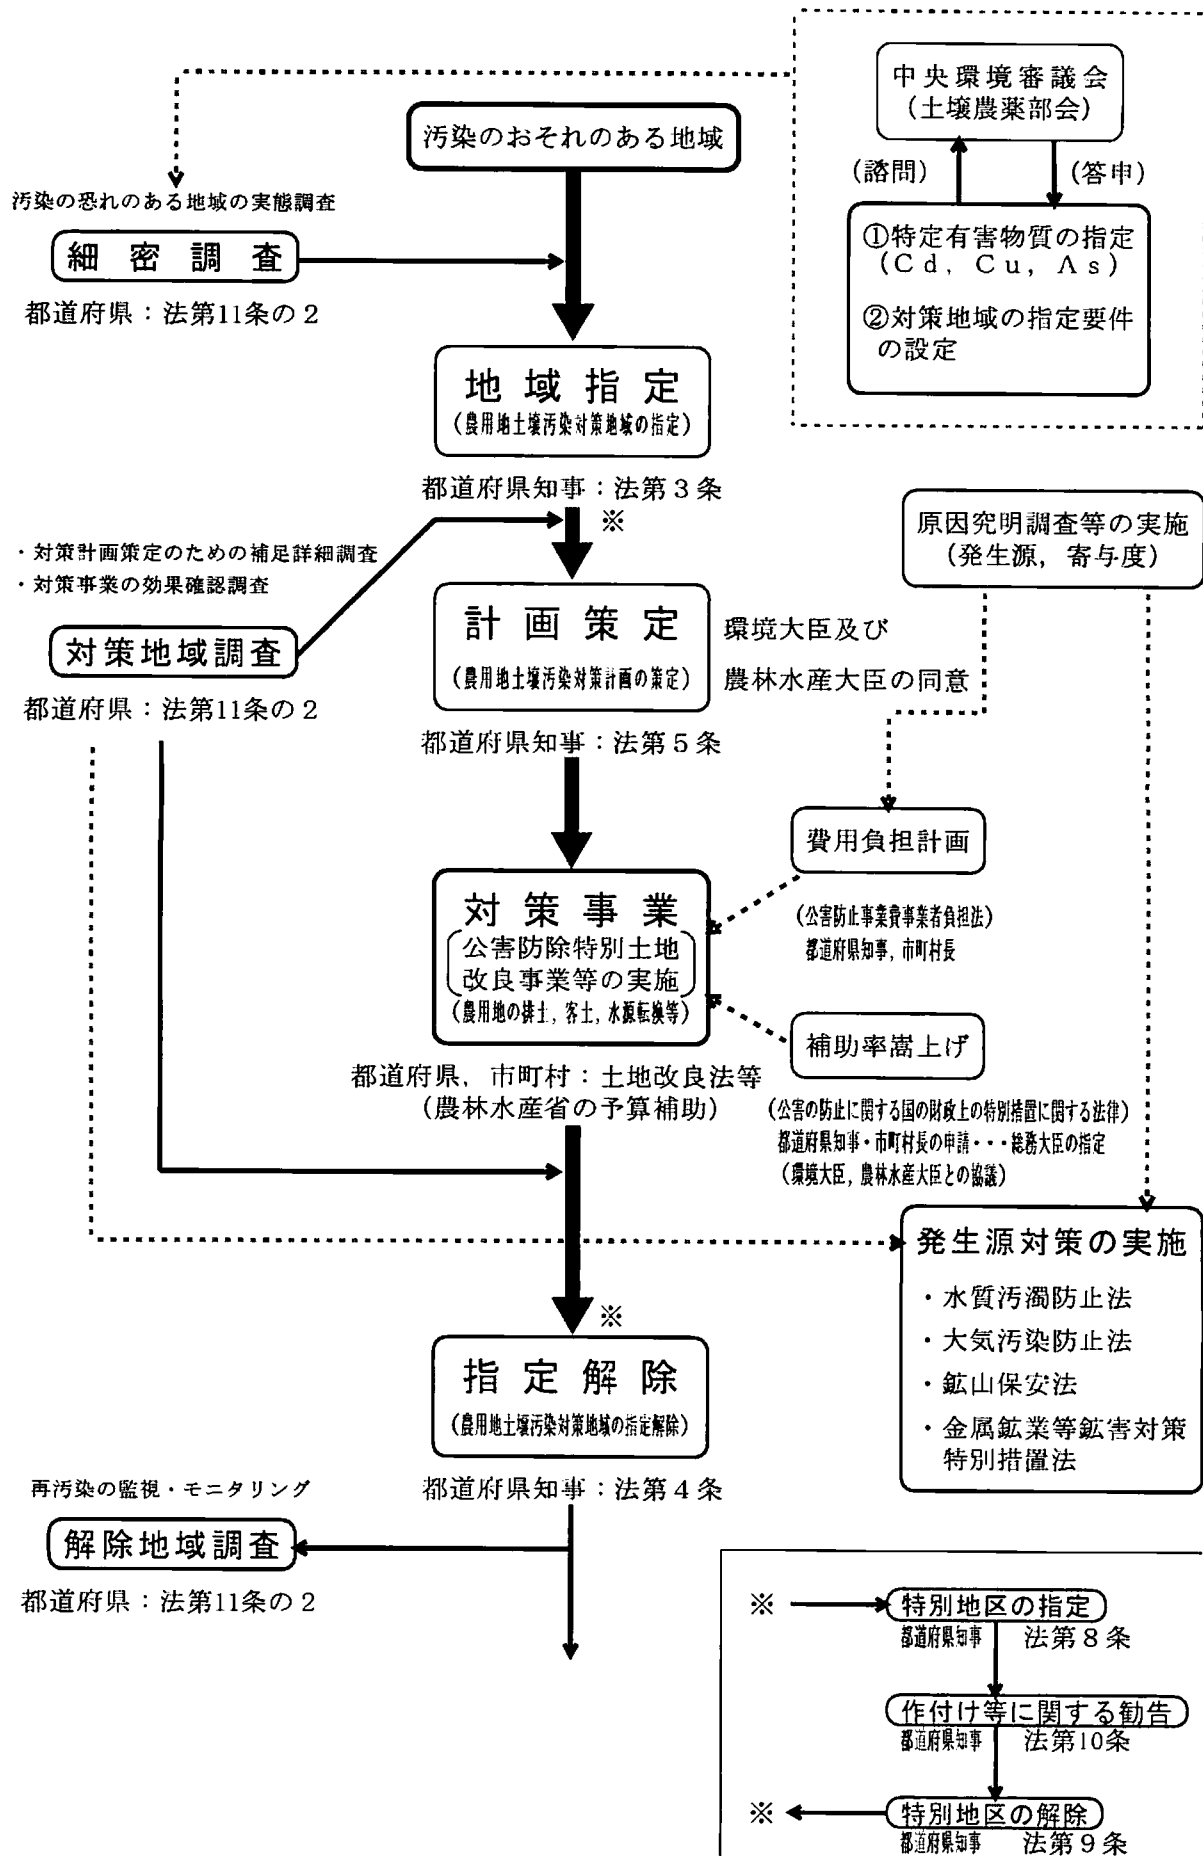 中央環境審議会
(土壌農薬部会)
(諮問)
(答申)
①特定有害物質の指定
(Cd, Cu, As)
②対策地域の指定要件
の設定
汚染のおそれのある地域
汚染の恐れのある地域の実態調査
細密調査
都道府県：法第11条の2
地域指定
(農用地土壌汚染対策地域の指定)
都道府県知事：法第3条
※
・対策計画策定のための補足詳細調査
・対策事業の効果確認調査
対策地域調査
都道府県：法第11条の2
原因究明調査等の実施
(発生源，寄与度)
計画策定
(農用地土壌汚染対策計画の策定)
環境大臣及び
農林水産大臣の同意
都道府県知事：法第5条
費用負担計画
(公害防止事業費事業者負担法)
都道府県知事，市町村長
対策事業
公害防除特別土地
改良事業等の実施
(農用地の排土，客土，水源転換等)
都道府県，市町村：土地改良法等
(農林水産省の予算補助)
補助率嵩上げ
(公害の防止に関する国の財政上の特別措置に関する法律)
都道府県知事・市町村長の申請・・・総務大臣の指定
(環境大臣，農林水産大臣との協議)
発生源対策の実施
・水質汚濁防止法
・大気汚染防止法
・鉱山保安法
・金属鉱業等鉱害対策
特別措置法
※
指定解除
(農用地土壌汚染対策地域の指定解除)
都道府県知事：法第4条
再汚染の監視・モニタリング
解除地域調査
都道府県：法第11条の2
※
特別地区の指定
都道府県知事 法第8条
作付け等に関する勧告
都道府県知事 法第10条
※
特別地区の解除
都道府県知事 法第9条